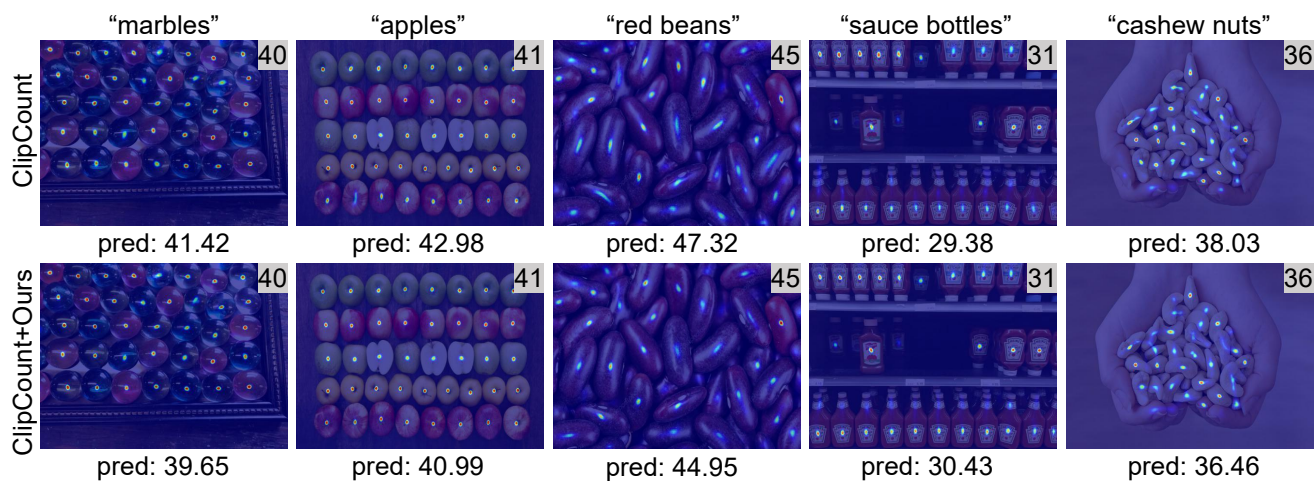 “marbles” “apples” “red beans” “sauce bottles” “cashew nuts”
ClipCount
40 41 45 31 36
pred: 41.42 pred: 42.98 pred: 47.32 pred: 29.38 pred: 38.03
ClipCount+Ours
40 41 45 31 36
pred: 39.65 pred: 40.99 pred: 44.95 pred: 30.43 pred: 36.46